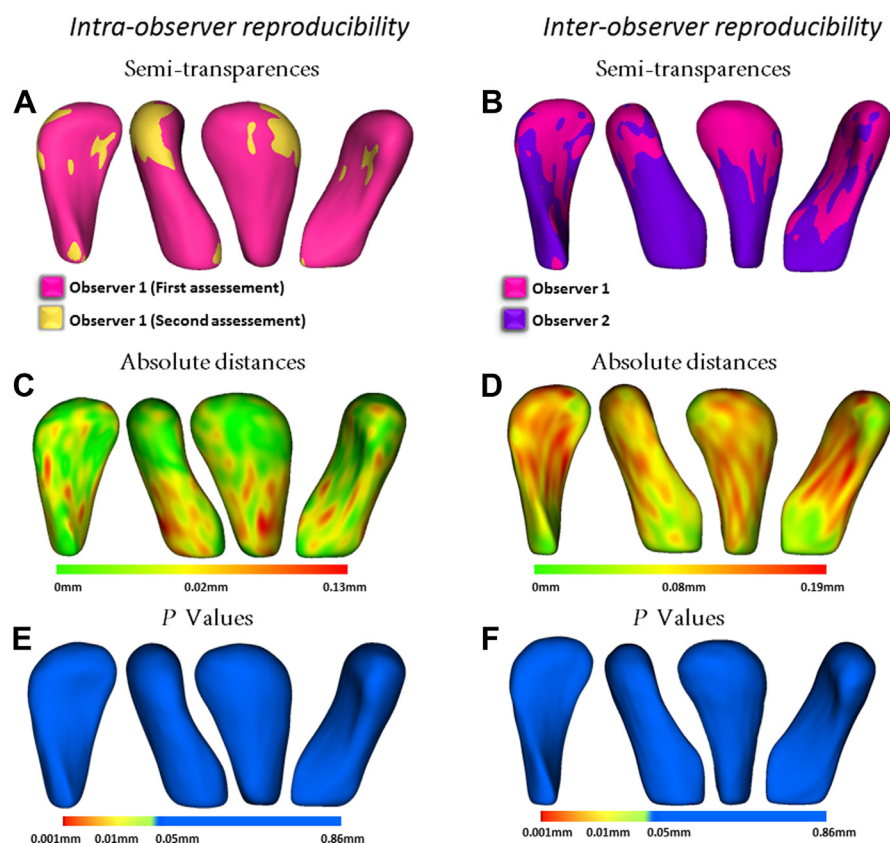 Intra-observer reproducibility
Inter-observer reproducibility
Semi-transparences
Semi-transparences
A
B
Observer 1 (First assessement)
Observer 1 (Second assessement)
Observer 1
Observer 2
Absolute distances
Absolute distances
C
D
0mm 0.02mm 0.13mm
0mm 0.08mm 0.19mm
P Values
P Values
E
F
0.001mm 0.01mm 0.05mm 0.86mm
0.001mm 0.01mm 0.05mm 0.86mm